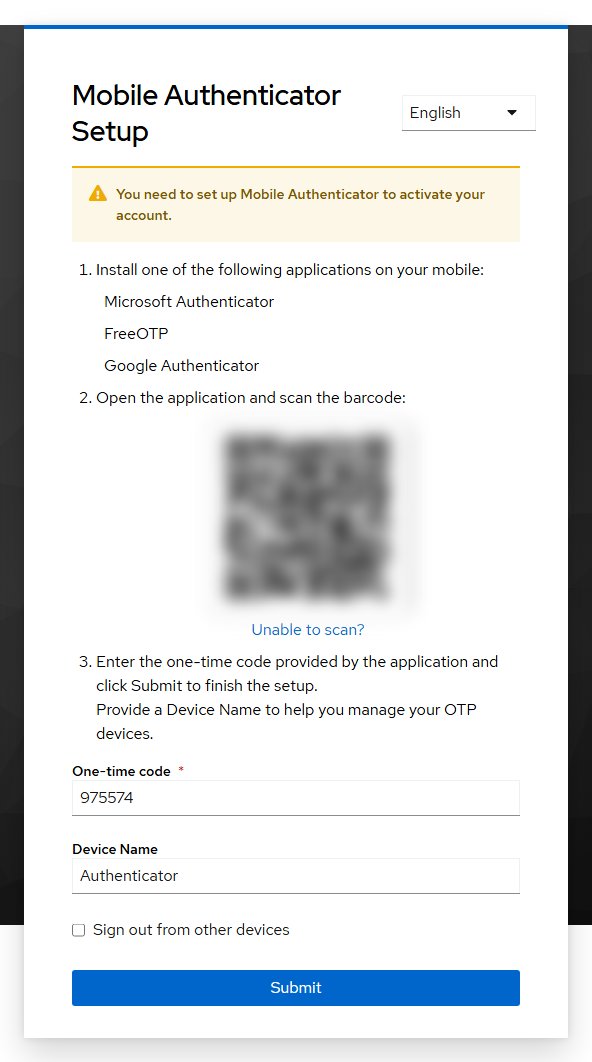 Mobile Authenticator
Setup
English
You need to set up Mobile Authenticator to activate your
account.
1. Install one of the following applications on your mobile:
Microsoft Authenticator
FreeOTP
Google Authenticator
2. Open the application and scan the barcode:
Unable to scan?
3. Enter the one-time code provided by the application and
click Submit to finish the setup.
Provide a Device Name to help you manage your OTP
devices.
One-time code *
975574
Device Name
Authenticator
Sign out from other devices
Submit